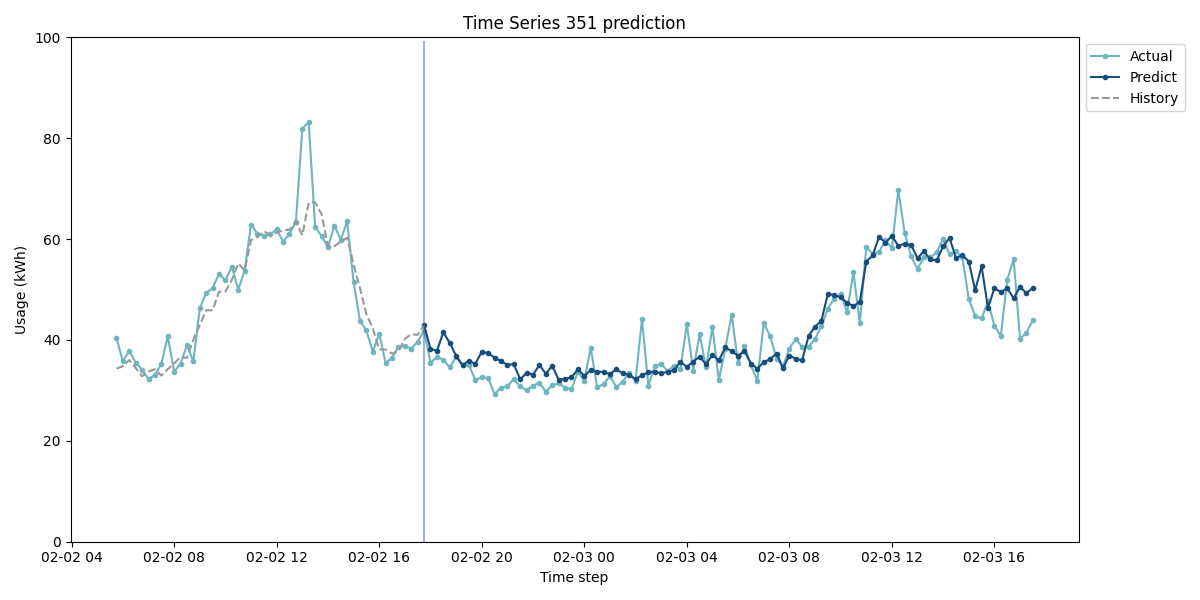 Time Series 351 prediction
Usage (kWh)
100
80
60
40
20
0
02-02 04
02-02 08
02-02 12
02-02 16
02-02 20
02-03 00
02-03 04
02-03 08
02-03 12
02-03 16
Time step
Actual
Predict
History